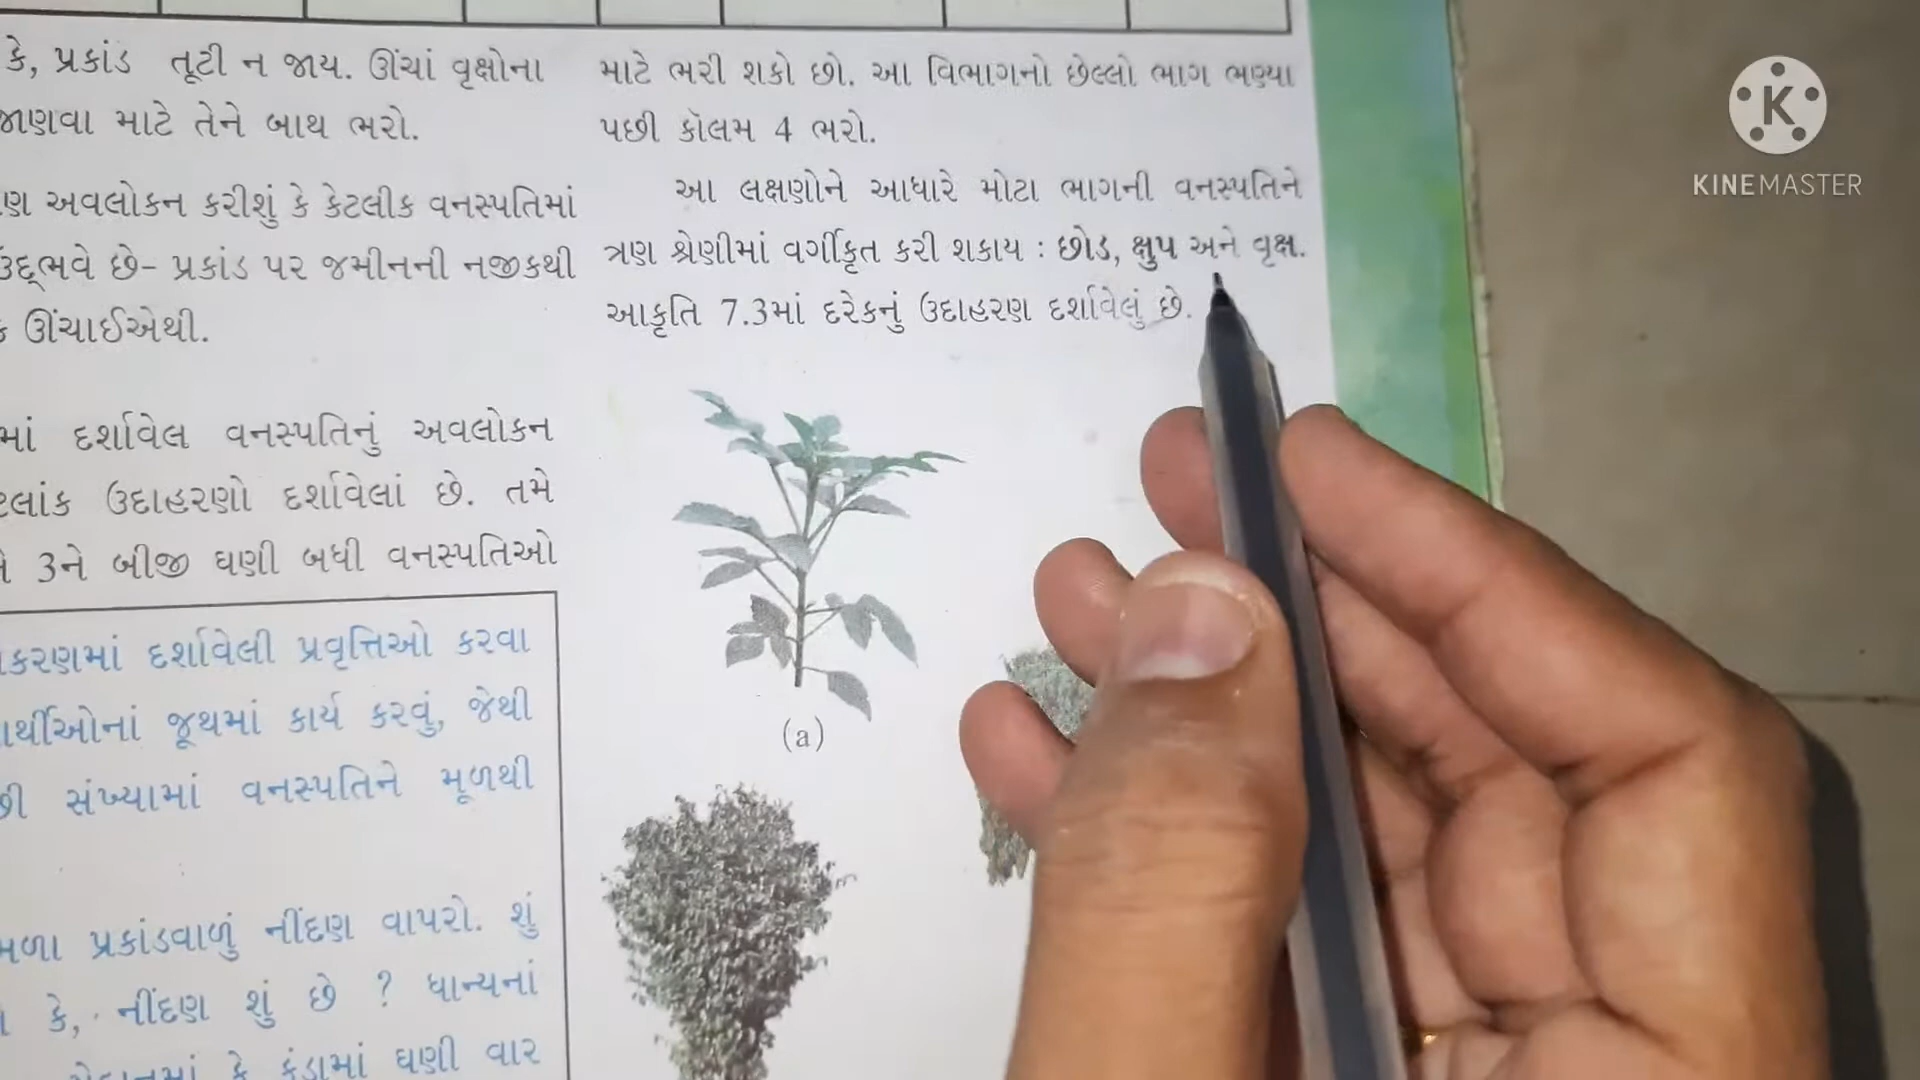 કે, પ્રકાંડ તૂટી ન જાય. ઊંચાં વૃક્ષોના
જાણવા માટે તેને બાથ ભરો.
અવલોકન કરીશું કે કેટલીક વનસ્પતિમાં
ઉદ્ભવે છે– પ્રકાંડ પર જમીનની નજીકથી
ઊંચાઈએથી.
માં દર્શાવેલ વનસ્પતિનું અવલોકન
ઉદાહરણો દર્શાવેલાં છે. તમે
3ને બીજી ઘણી બધી વનસ્પતિઓ
દર્શાવેલી પ્રવૃત્તિઓ કરવા
જૂથમાં કાર્ય કરવું, જેથી
સંખ્યામાં વનસ્પતિને મૂળથી
પ્રકાંડવાળું નીંદણ વાપરો. શું
કે, નીંદણ શું છે ? ધાન્યનાં
કે કુંડામાં ઘણી વાર
માટે ભરી શકો છો. આ વિભાગનો છેલ્લો ભાગ ભણ્યા
પછી કૉલમ 4 ભરો.
આ લક્ષણોને આધારે મોટા ભાગની વનસ્પતિને
ત્રણ શ્રેણીમાં વર્ગીકૃત કરી શકાય : છોડ, ક્ષુપ અને વૃક્ષ.
આકૃતિ 7.3માં દરેકનું ઉદાહરણ દર્શાવેલું છે.
(a)
K
KINEMASTER